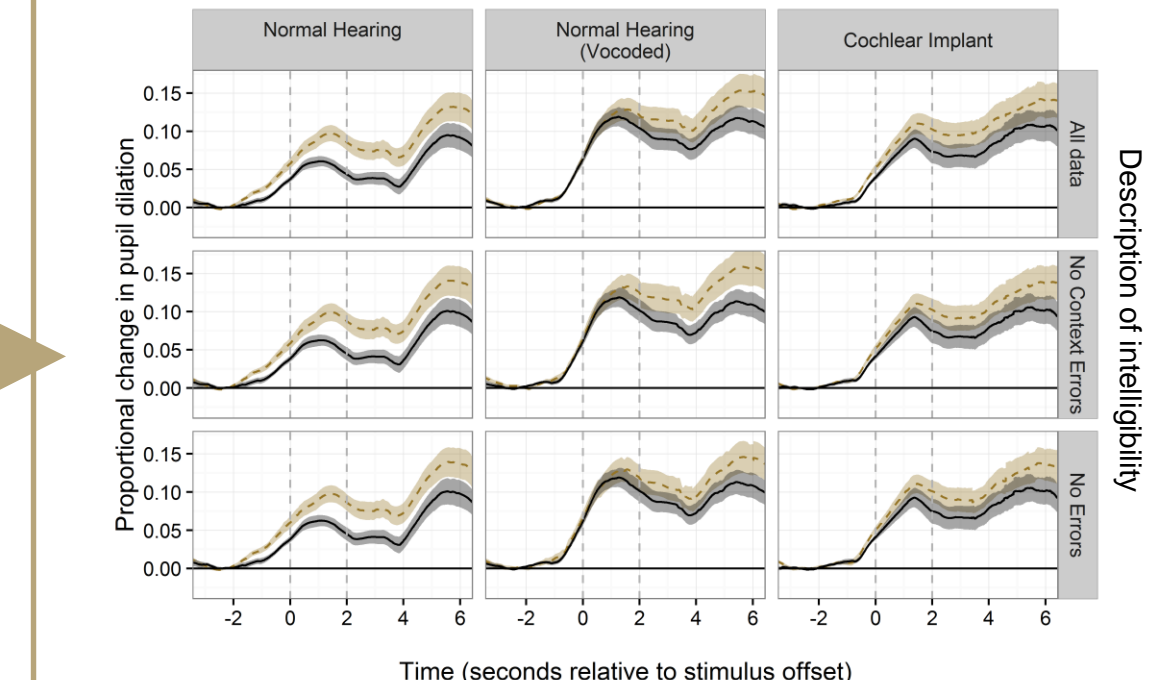 Normal Hearing
Normal Hearing
(Vocoded)
Cochlear Implant
Proportional change in pupil dilation
0.15
0.10
0.05
0.00
All data
0.15
0.10
0.05
0.00
No Context Errors
0.15
0.10
0.05
0.00
No Errors
Description of intelligibility
-2 0 2 4 6
-2 0 2 4 6
-2 0 2 4 6
Time (seconds relative to stimulus offset)